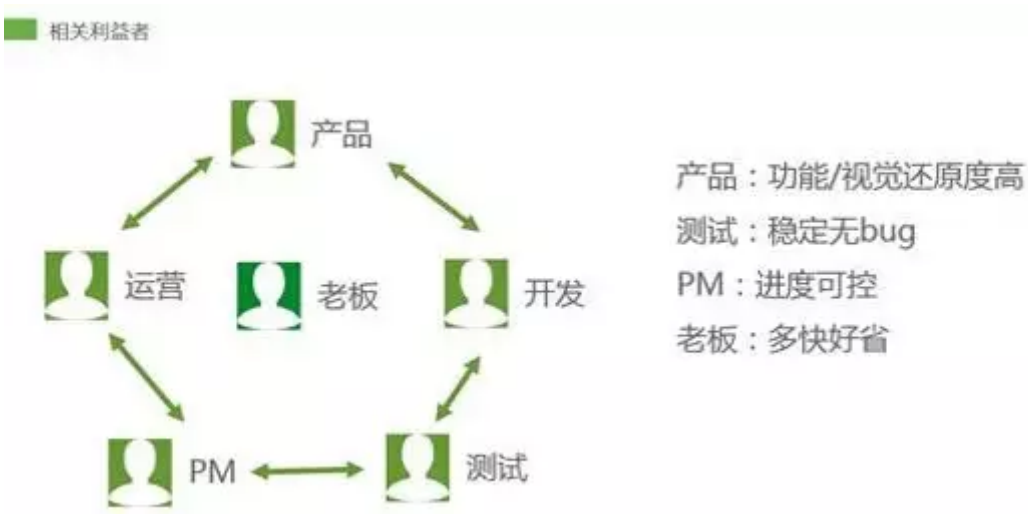 相关利益者
产品
运营
老板
开发
PM
测试
产品：功能/视觉还原度高
测试：稳定无bug
PM：进度可控
老板：多快好省